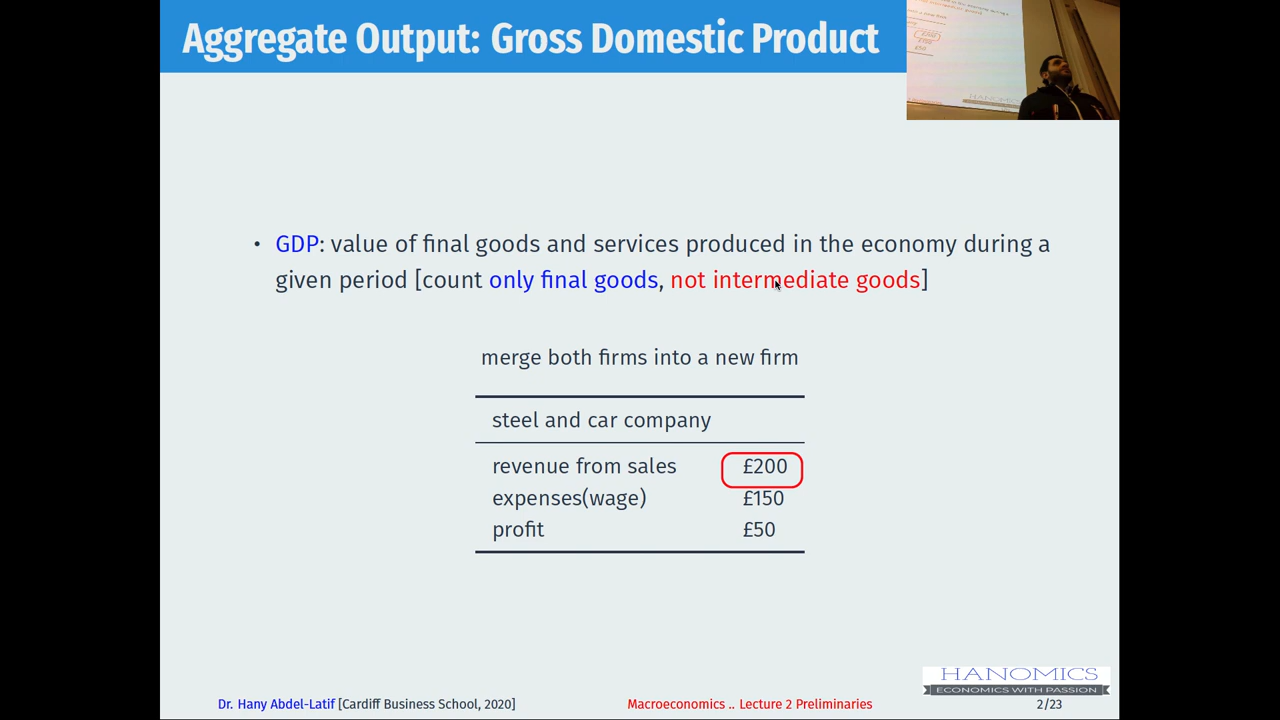 Aggregate Output: Gross Domestic Product
• GDP: value of final goods and services produced in the economy during a
given period [count only final goods, not intermediate goods]
merge both firms into a new firm
steel and car company
revenue from sales £200
expenses(wage) £150
profit £50
HANOMICS
ECONOMICS WITH PASSION
Dr. Hany Abdel-Latif [Cardiff Business School, 2020] Macroeconomics .. Lecture 2 Preliminaries 2/23